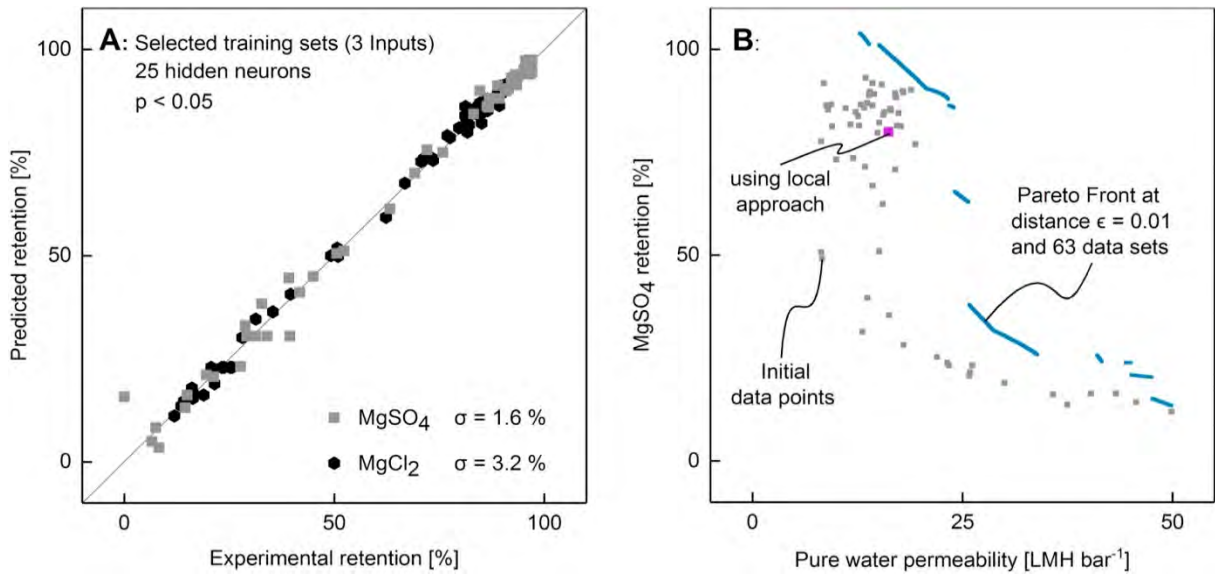 A: Selected training sets (3 Inputs)
25 hidden neurons
p < 0.05
100
50
0
Predicted retention [%]
MgSO4 σ = 1.6 %
MgCl2 σ = 3.2 %
0 50 100
Experimental retention [%]
B:
100
50
0
MgSO4 retention [%]
using local
approach
Pareto Front at
distance ϵ = 0.01
and 63 data sets
Initial
data points
0 25 50
Pure water permeability [LMH bar-1]